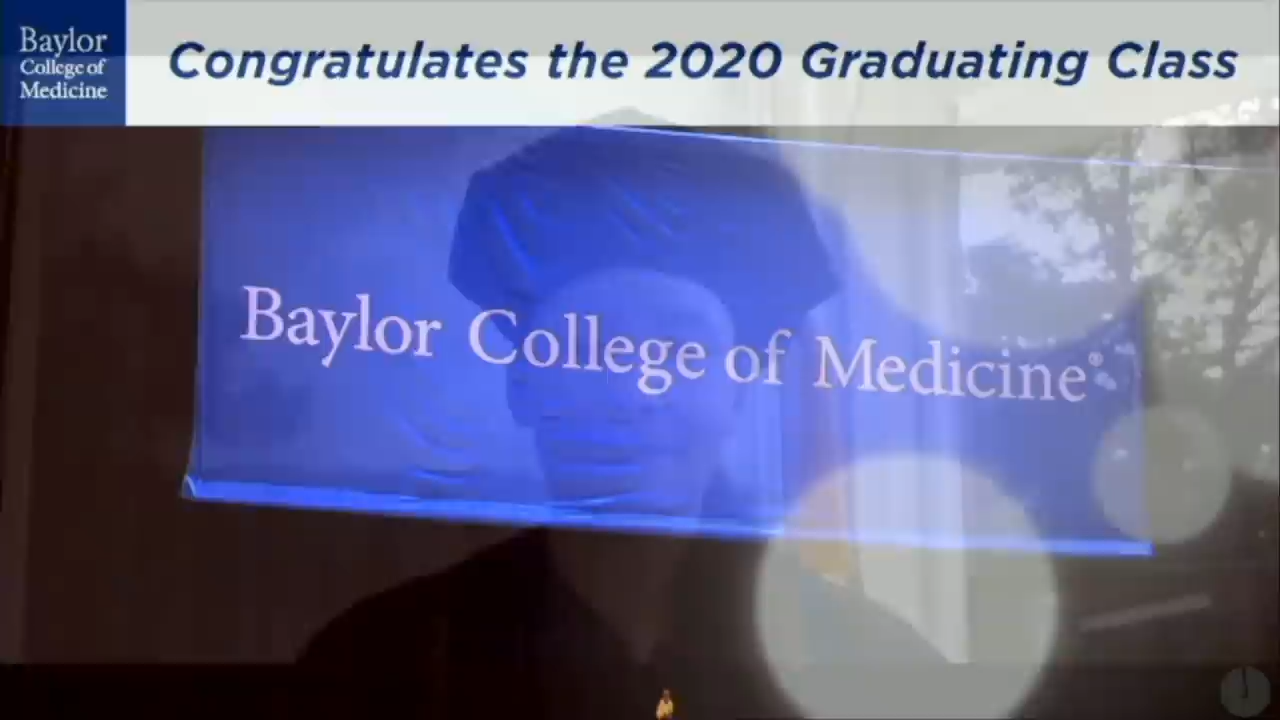 Baylor
College of
Medicine
Congratulates the 2020 Graduating Class
Baylor College of Medicine®